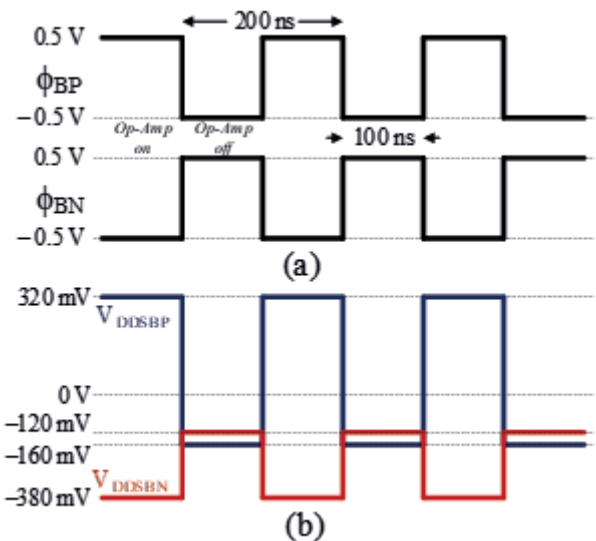 200 ns
0.5 V
ϕBP
−0.5 V
Op-Amp on
Op-Amp off
100 ns
0.5 V
ϕBN
−0.5 V
(a)
320 mV
VDDSBP
0 V
−120 mV
−160 mV
VDDSBN
−380 mV
(b)